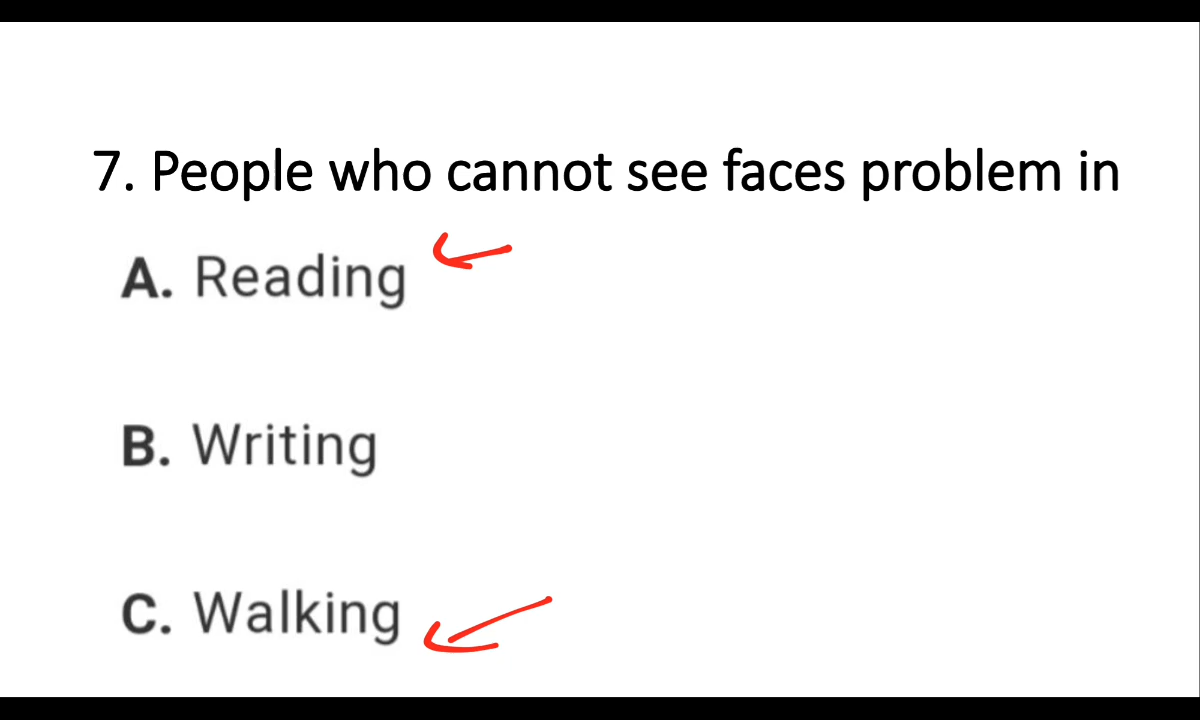 7. People who cannot see faces problem in
A. Reading
B. Writing
C. Walking